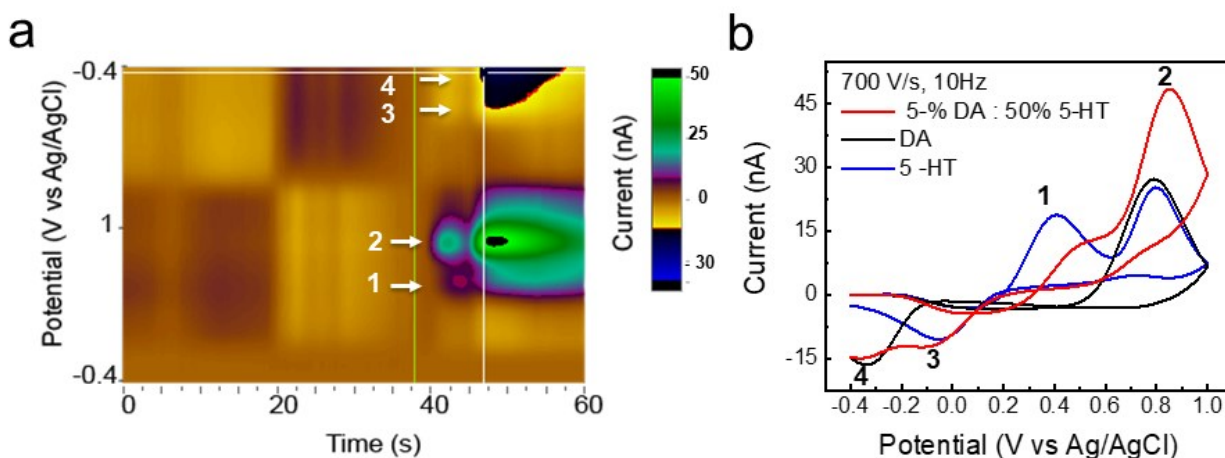 a
Potential (V vs Ag/AgCl)
-0.4
1
-0.4
4
3
2
1
0
20
40
60
Time (s)
Current (nA)
50
25
0
- 30
b
Current (nA)
45
30
15
0
-15
700 V/s, 10Hz
5-% DA : 50% 5-HT
DA
5 -HT
1
2
3
4
-0.4 -0.2 0.0 0.2 0.4 0.6 0.8 1.0
Potential (V vs Ag/AgCl)